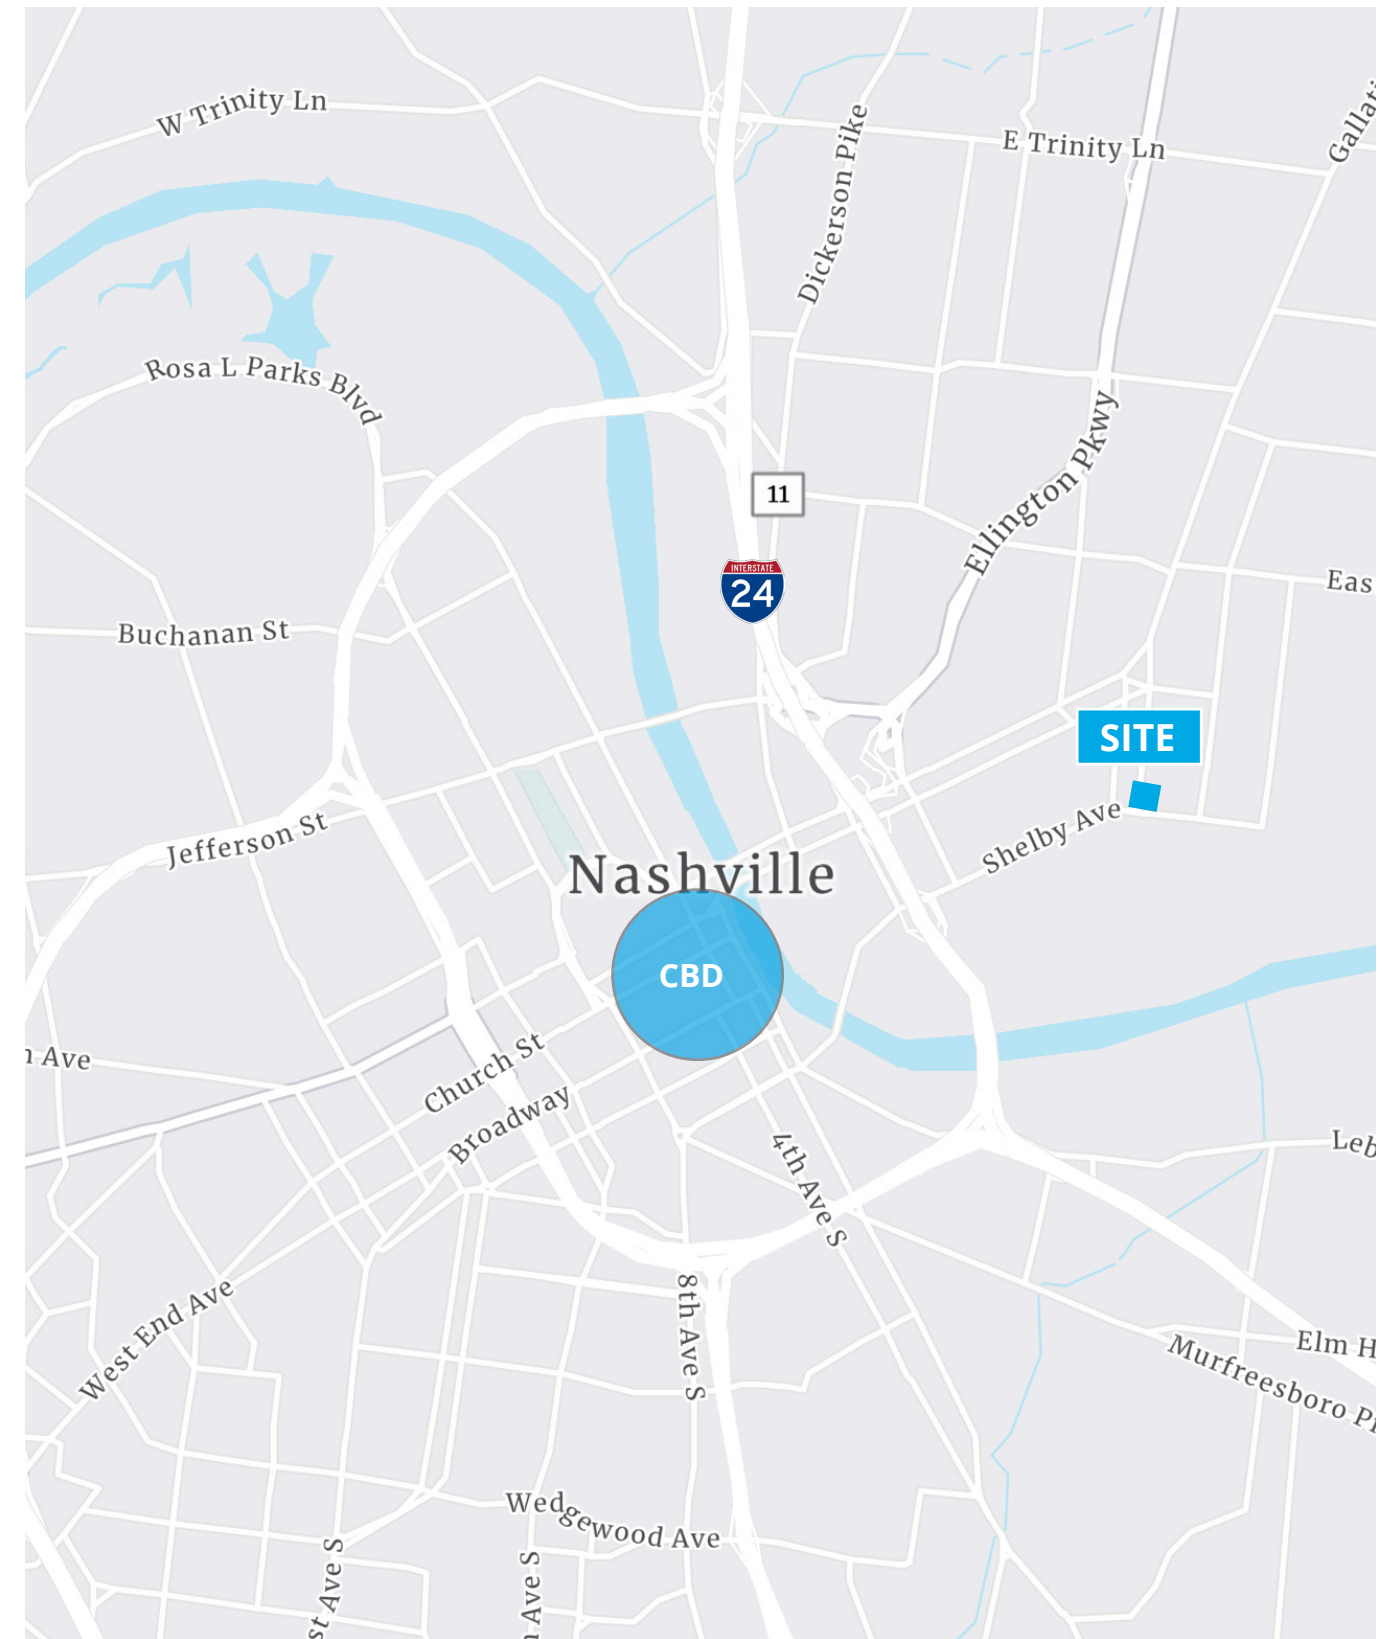 W Trinity Ln
E Trinity Ln
Dickerson Pike
Rosa L Parks Blvd
Ellington Pkwy
11
INTERSTATE
24
Buchanan St
SITE
Shelby Ave
Jefferson St
Nashville
CBD
Ave
Church St
Broadway
4th Ave S
West End Ave
8th Ave S
Murfreesboro
Wedgewood Ave
Ave S
Ave S